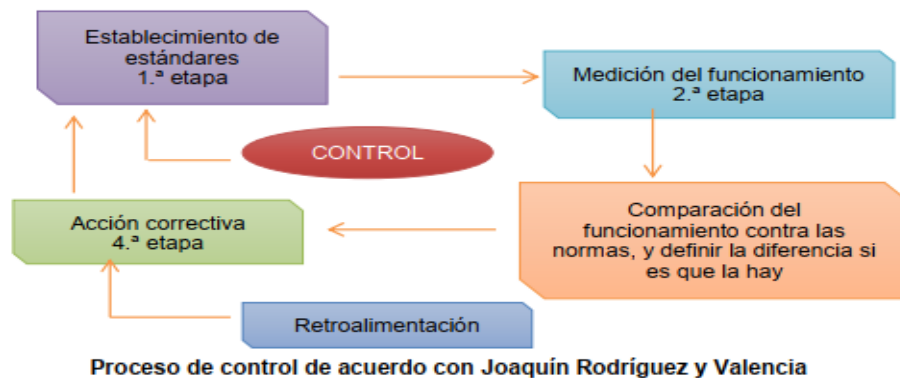 Establecimiento de
estándares
1.ª etapa
Medición del funcionamiento
2.ª etapa
CONTROL
Acción correctiva
4.ª etapa
Comparación del
funcionamiento contra las
normas, y definir la diferencia si
es que la hay
Retroalimentación
Proceso de control de acuerdo con Joaquín Rodríguez y Valencia